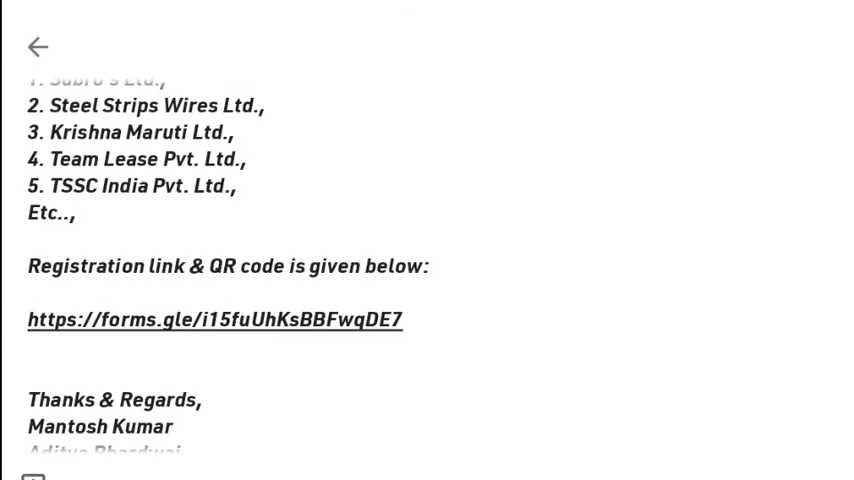 2. Steel Strips Wires Ltd.,
3. Krishna Maruti Ltd.,
4. Team Lease Pvt. Ltd.,
5. TSSC India Pvt. Ltd.,
Etc..,
Registration link & QR code is given below:
https://forms.gle/i15fuUhKsBBFwqDE7
Thanks & Regards,
Mantosh Kumar